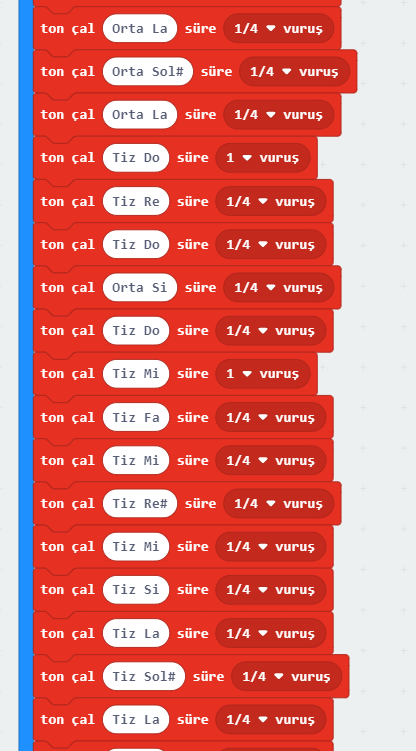 ton çal Orta La süre 1/4 vuruş
ton çal Orta Sol# süre 1/4 vuruş
ton çal Orta La süre 1/4 vuruş
ton çal Tiz Do süre 1 vuruş
ton çal Tiz Re süre 1/4 vuruş
ton çal Tiz Do süre 1/4 vuruş
ton çal Orta Si süre 1/4 vuruş
ton çal Tiz Do süre 1/4 vuruş
ton çal Tiz Mi süre 1 vuruş
ton çal Tiz Fa süre 1/4 vuruş
ton çal Tiz Mi süre 1/4 vuruş
ton çal Tiz Re# süre 1/4 vuruş
ton çal Tiz Mi süre 1/4 vuruş
ton çal Tiz Si süre 1/4 vuruş
ton çal Tiz La süre 1/4 vuruş
ton çal Tiz Sol# süre 1/4 vuruş
ton çal Tiz La süre 1/4 vuruş